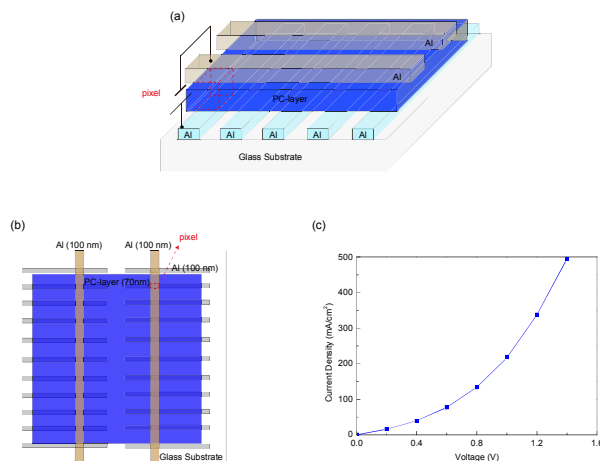 (a)
Al
Al
pixel
PC-layer
Al
Al
Al
Al
Al
Glass Substrate
(b)
pixel
Al (100 nm)
Al (100 nm)
Al (100 nm)
PC-layer (70nm)
Glass Substrate
(c)
500
400
300
200
100
0
0.0
0.4
0.8
1.2
1.6
Current Density (mA/cm²)
Voltage (V)